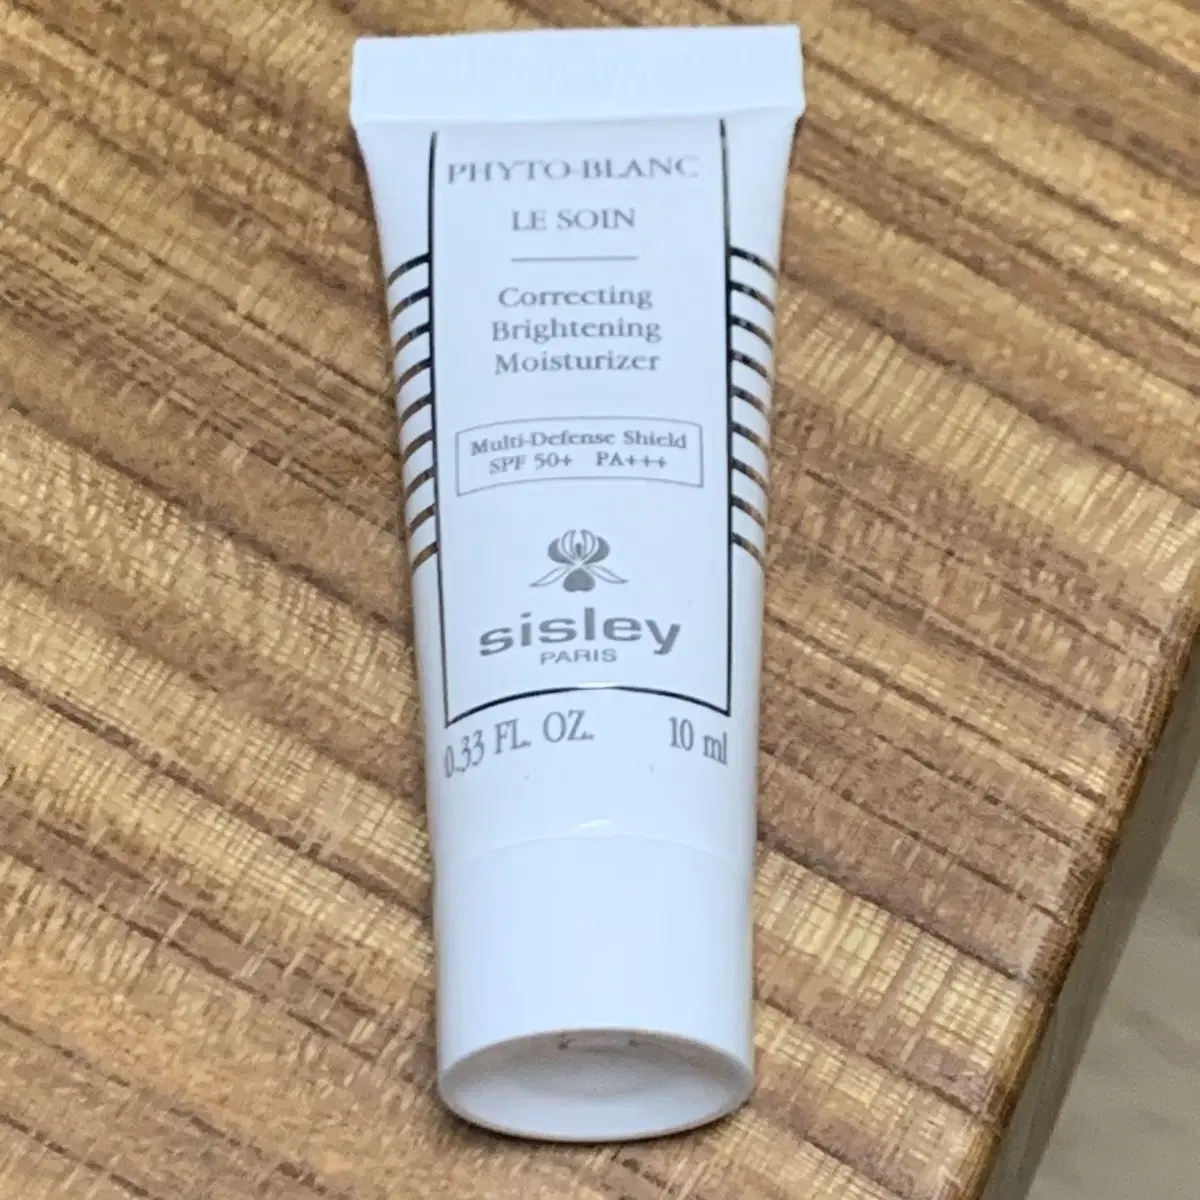 PHYTO-BLANC
LE SOIN
Correcting
Brightening
Moisturizer
Multi-Defense Shield
SPF 50+ PA+++
sisley
PARIS
0.33 FL. OZ. 10 ml